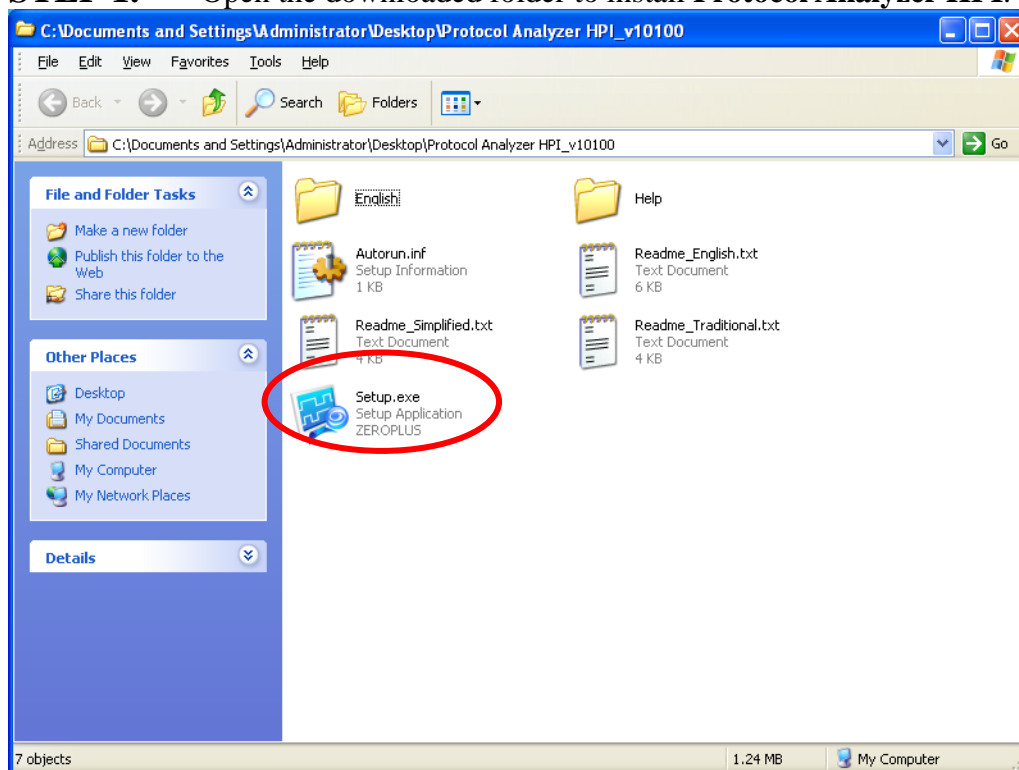 STEP 1. Open the downloaded folder to install Protocol Analyzer HPI.
C:\Documents and Settings\Administrator\Desktop\Protocol Analyzer HPI_v10100
File Edit View Favorites Tools Help
Back Search Folders
Address C:\Documents and Settings\Administrator\Desktop\Protocol Analyzer HPI_v10100 Go
File and Folder Tasks
Make a new folder
Publish this folder to the
Web
Share this folder
Other Places
Desktop
My Documents
Shared Documents
My Computer
My Network Places
Details
English
Help
Autorun.inf
Setup Information
1 KB
Readme_English.txt
Text Document
6 KB
Readme_Simplified.txt
Text Document
4 KB
Readme_Traditional.txt
Text Document
4 KB
Setup.exe
Setup Application
ZEROPLUS
7 objects 1.24 MB My Computer